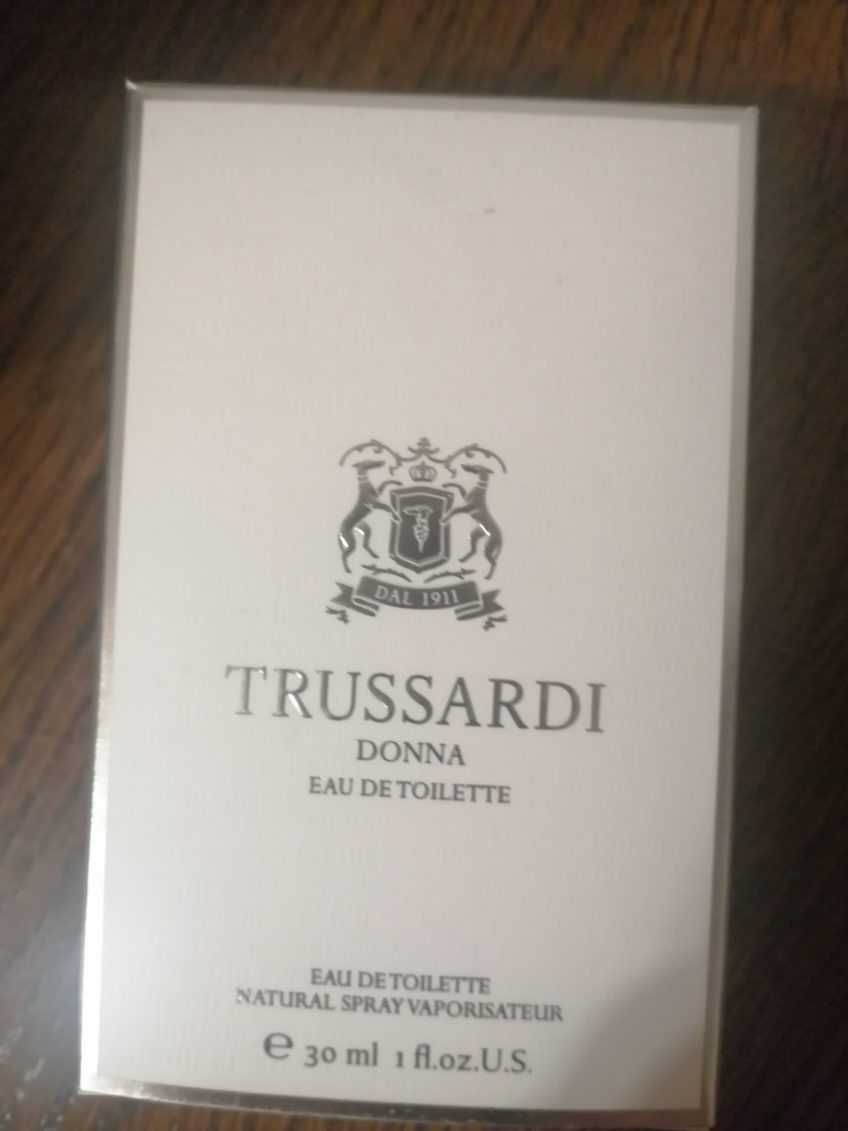 DAL 1911
TRUSSARDI
DONNA
EAU DE TOILETTE
EAU DE TOILETTE
NATURAL SPRAY VAPORISATEUR
℮ 30 ml 1 fl.oz.U.S.